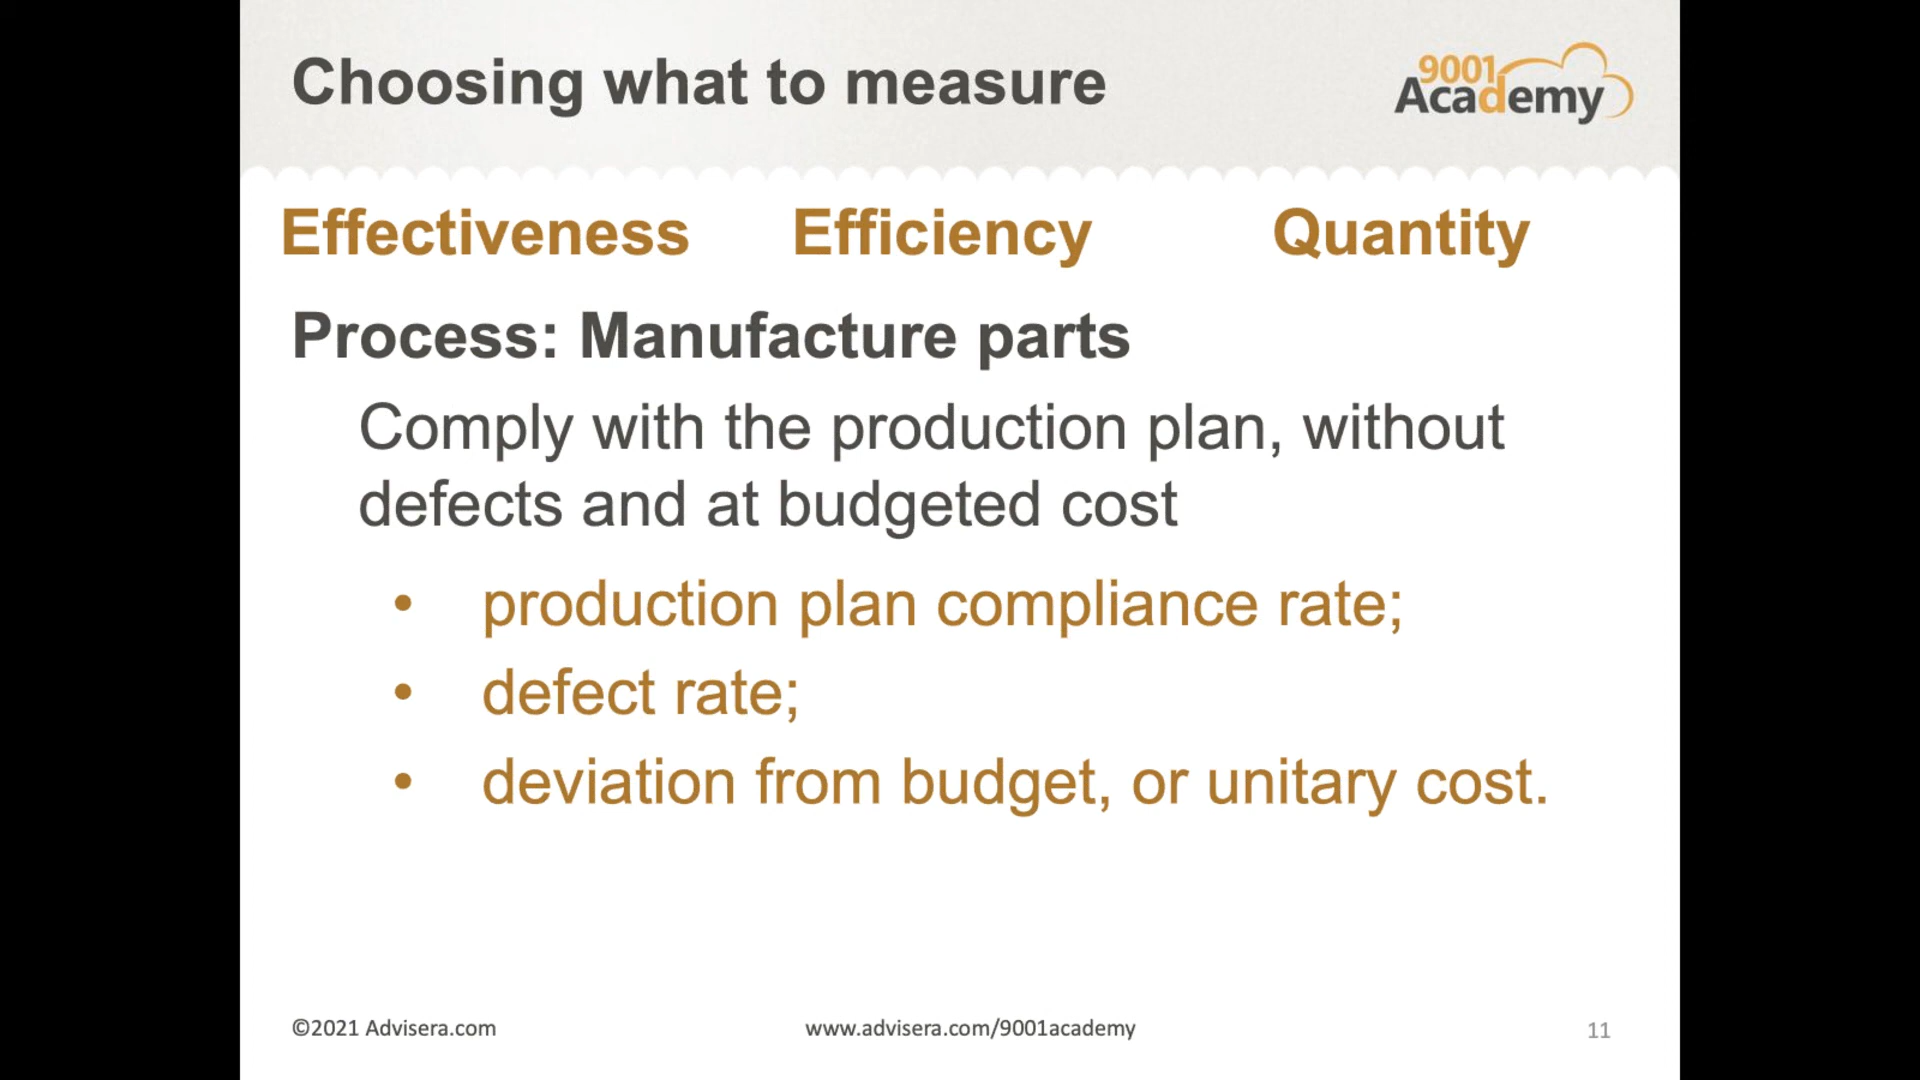 Choosing what to measure
9001
Academy
Effectiveness Efficiency Quantity
Process: Manufacture parts
Comply with the production plan, without
defects and at budgeted cost
• production plan compliance rate;
• defect rate;
• deviation from budget, or unitary cost.
©2021 Advisera.com www.advisera.com/9001academy 11